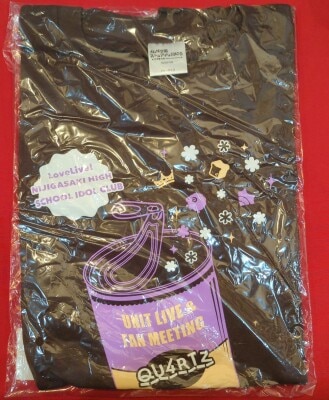 LoveLive!
NIJIGASAKI HIGH
SCHOOL IDOL CLUB
UNIT LIVE &
FAN MEETING
QU4RTZ